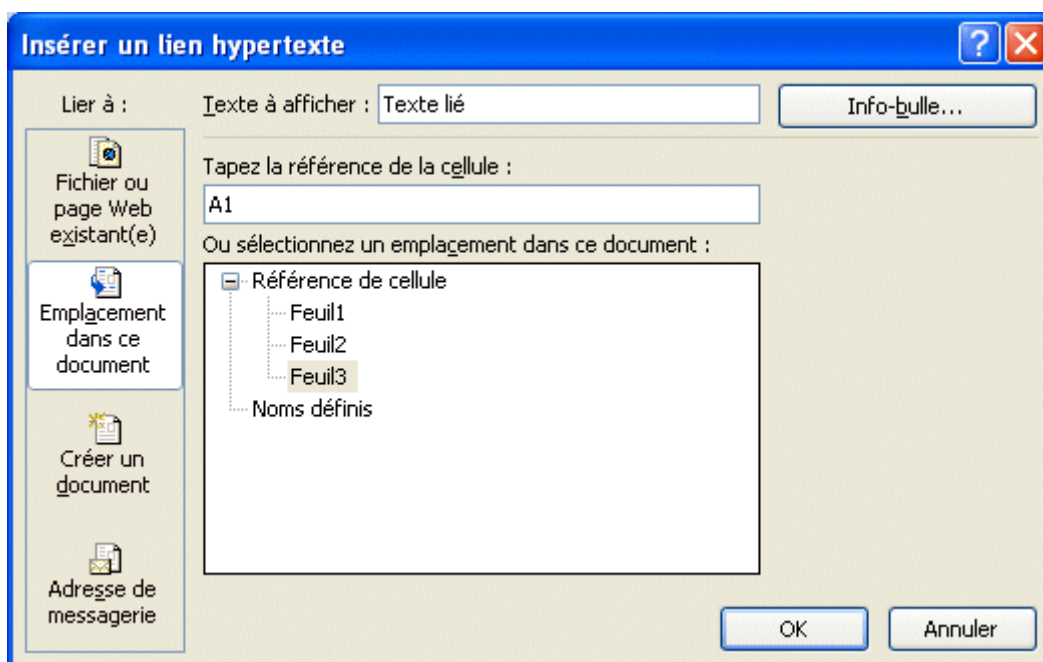 Insérer un lien hypertexte
Lier à :
Texte à afficher : Texte lié
Info-bulle...
Fichier ou
page Web
existant(e)
Emplacement
dans ce
document
Créer un
document
Adresse de
messagerie
Tapez la référence de la cellule :
A1
Ou sélectionnez un emplacement dans ce document :
Référence de cellule
Feuil1
Feuil2
Feuil3
Noms définis
OK
Annuler